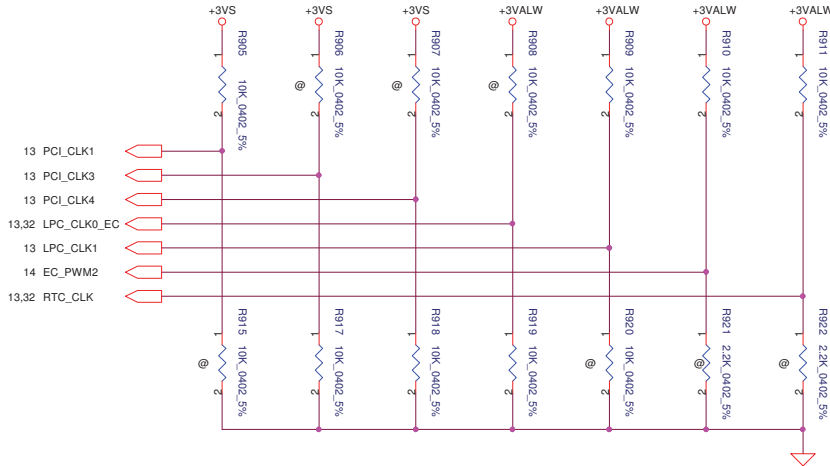 +3VS +3VS +3VS +3VALW +3VALW +3VALW +3VALW
1 R905 10K_0402_5% 2
1 R906 @ 10K_0402_5% 2
1 R907 @ 10K_0402_5% 2
1 R908 @ 10K_0402_5% 2
1 R909 10K_0402_5% 2
1 R910 10K_0402_5% 2
1 R911 10K_0402_5% 2
13 PCI_CLK1
13 PCI_CLK3
13 PCI_CLK4
13,32 LPC_CLK0_EC
13 LPC_CLK1
14 EC_PWM2
13,32 RTC_CLK
1 R915 @ 10K_0402_5% 2
1 R917 10K_0402_5% 2
1 R918 10K_0402_5% 2
1 R919 10K_0402_5% 2
1 R920 @ 10K_0402_5% 2
1 R921 @ 2.2K_0402_5% 2
1 R922 @ 2.2K_0402_5% 2